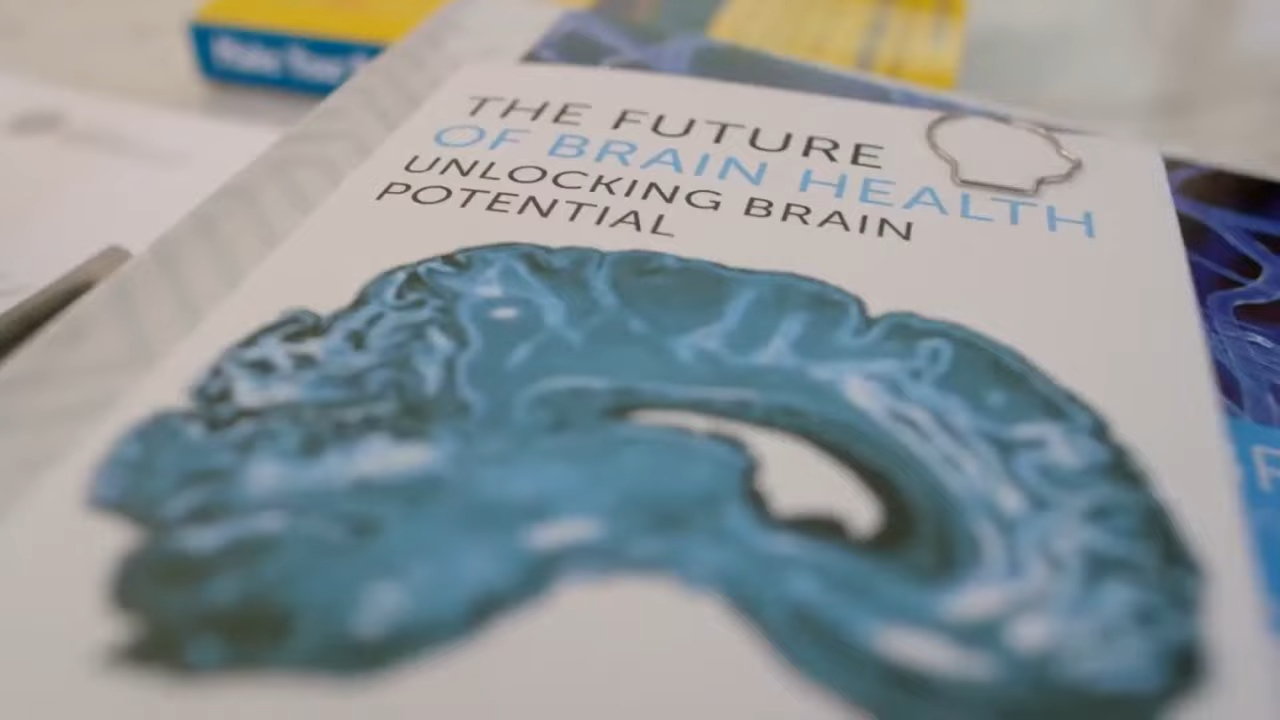 THE FUTURE
OF BRAIN HEALTH
UNLOCKING BRAIN
POTENTIAL